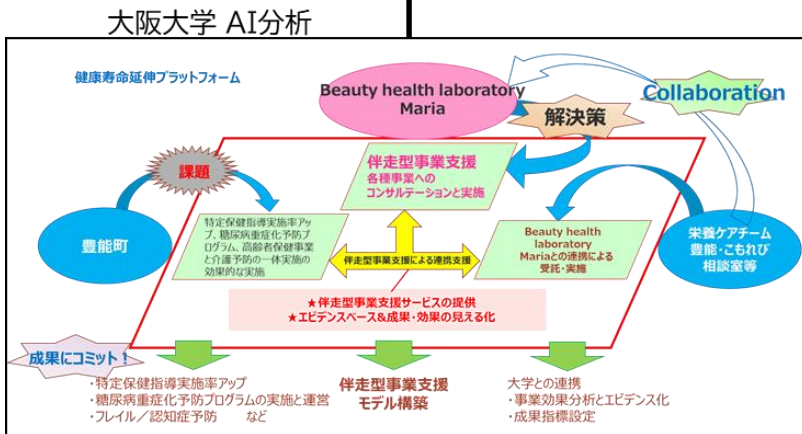 大阪大学 AI分析
健康寿命延伸プラットフォーム
Beauty health laboratory
Maria
Collaboration
解決策
課題
伴走型事業支援
各種事業への
コンサルテーションと実施
豊能町
特定保健指導実施率アッ
プ、糖尿病重症化予防プ
ログラム、高齢者保健事業
と介護予防の一体実施の
効果的な実施
伴走型事業支援による連携支援
Beauty health
laboratory
Mariaとの連携による
受託・実施
栄養ケアチーム
豊能・こもれび
相談室等
★伴走型事業支援サービスの提供
★エビデンスベース&成果・効果の見える化
成果にコミット！
・特定保健指導実施率アップ
・糖尿病重症化予防プログラムの実施と運営
・フレイル／認知症予防　など
伴走型事業支援
モデル構築
大学との連携
・事業効果分析とエビデンス化
・成果指標設定